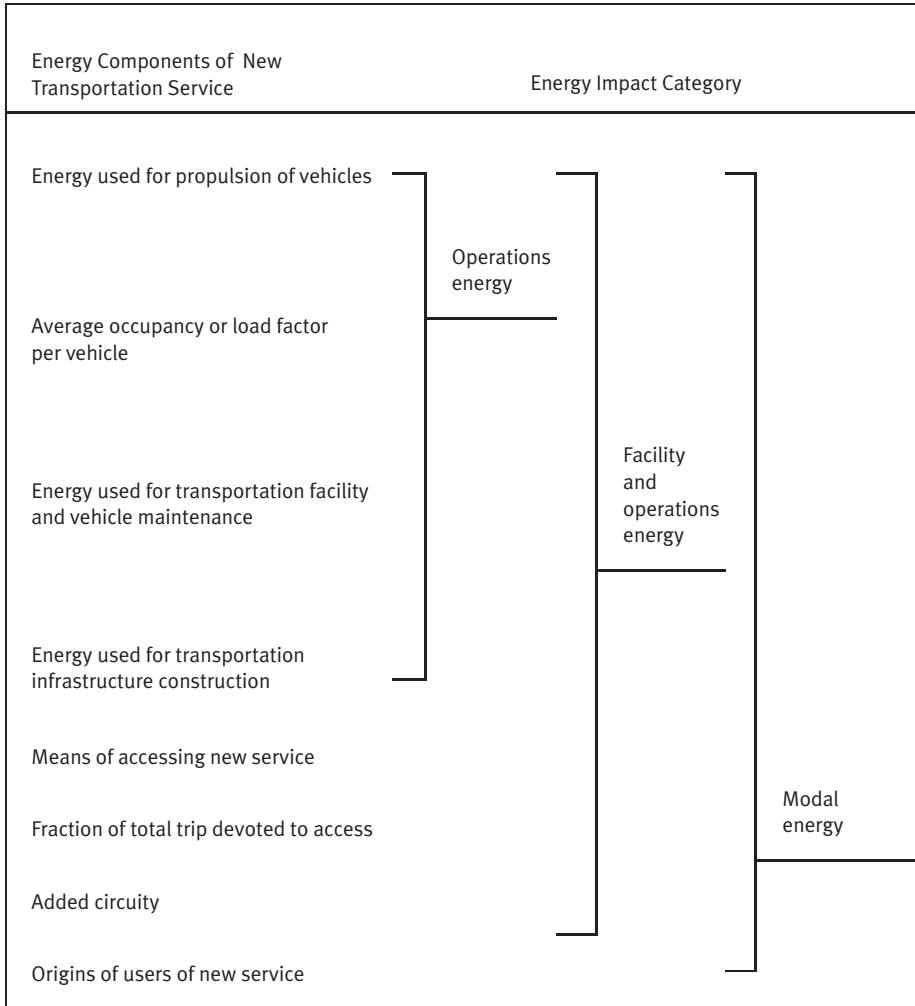 Energy Components of New
Transportation Service
Energy Impact Category
Energy used for propulsion of vehicles
Operations
energy
Average occupancy or load factor
per vehicle
Facility
and
operations
energy
Energy used for transportation facility
and vehicle maintenance
Energy used for transportation
infrastructure construction
Means of accessing new service
Modal
energy
Fraction of total trip devoted to access
Added circuity
Origins of users of new service